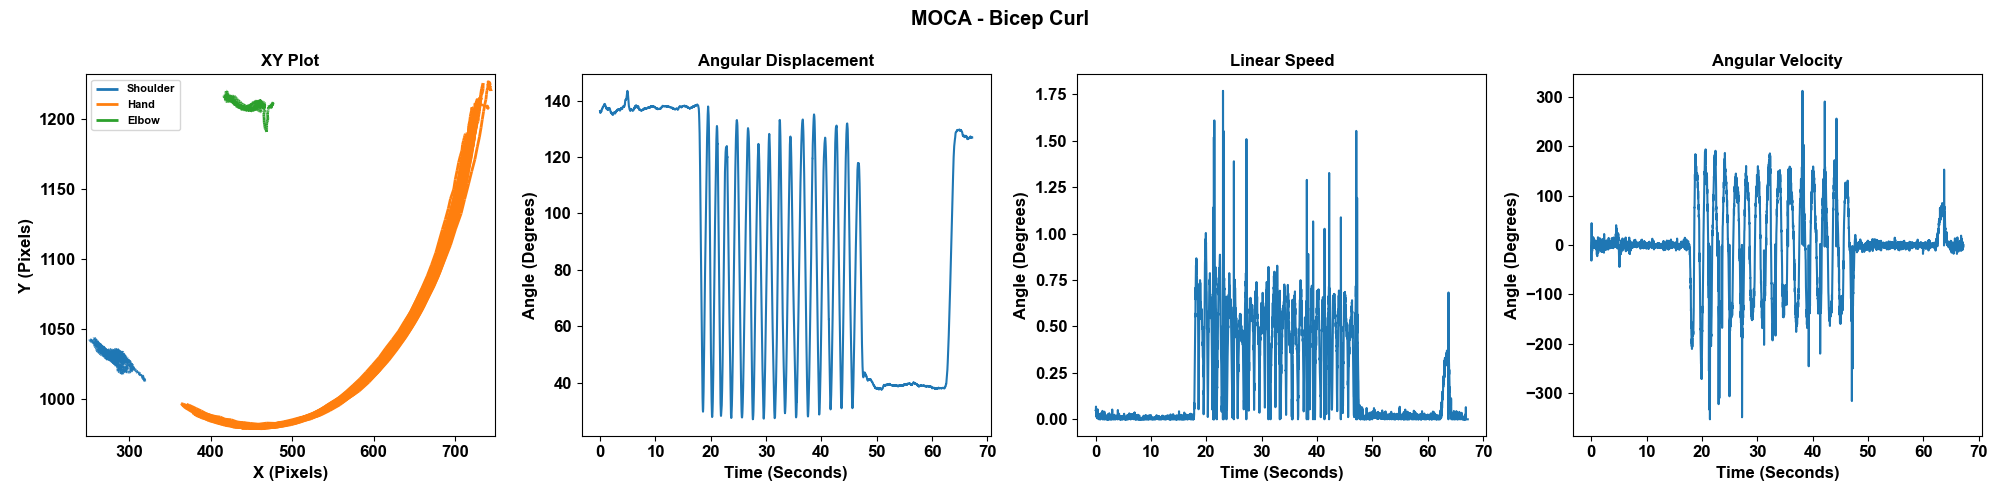 MOCA - Bicep Curl
XY Plot
Shoulder
Hand
Elbow
1200
1150
1100
1050
1000
Y (Pixels)
300 400 500 600 700
X (Pixels)
Angular Displacement
140
120
100
80
60
40
Angle (Degrees)
0 10 20 30 40 50 60 70
Time (Seconds)
Linear Speed
1.75
1.50
1.25
1.00
0.75
0.50
0.25
0.00
Angle (Degrees)
0 10 20 30 40 50 60 70
Time (Seconds)
Angular Velocity
300
200
100
0
−100
−200
−300
Angle (Degrees)
0 10 20 30 40 50 60 70
Time (Seconds)